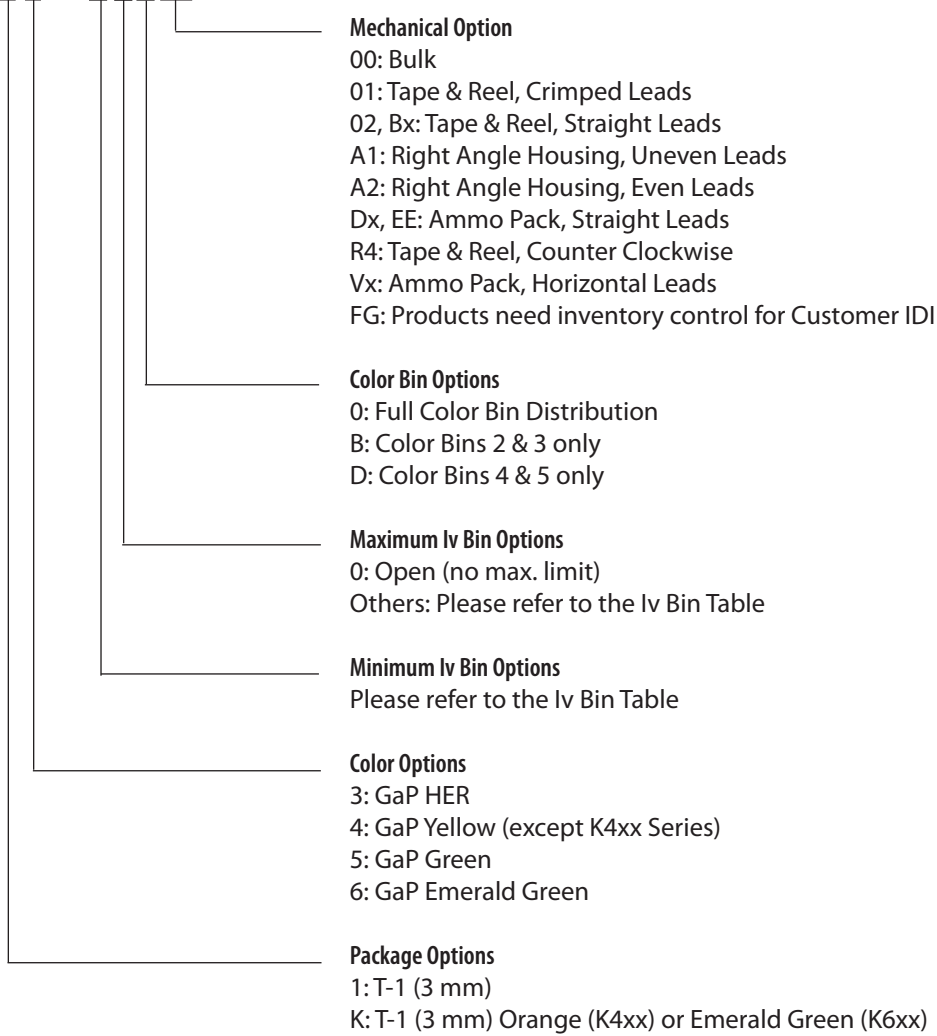 Mechanical Option
00: Bulk
01: Tape & Reel, Crimped Leads
02, Bx: Tape & Reel, Straight Leads
A1: Right Angle Housing, Uneven Leads
A2: Right Angle Housing, Even Leads
Dx, EE: Ammo Pack, Straight Leads
R4: Tape & Reel, Counter Clockwise
Vx: Ammo Pack, Horizontal Leads
FG: Products need inventory control for Customer IDI
Color Bin Options
0: Full Color Bin Distribution
B: Color Bins 2 & 3 only
D: Color Bins 4 & 5 only
Maximum Iv Bin Options
0: Open (no max. limit)
Others: Please refer to the Iv Bin Table
Minimum Iv Bin Options
Please refer to the Iv Bin Table
Color Options
3: GaP HER
4: GaP Yellow (except K4xx Series)
5: GaP Green
6: GaP Emerald Green
Package Options
1: T-1 (3 mm)
K: T-1 (3 mm) Orange (K4xx) or Emerald Green (K6xx)